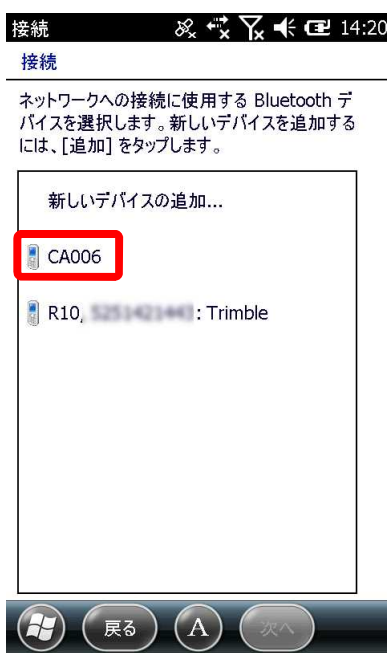 接続 14:20
接続
ネットワークへの接続に使用する Bluetooth デ
バイスを選択します。新しいデバイスを追加する
には、[追加] をタップします。
新しいデバイスの追加...
CA006
R10, : Trimble
戻る A 次へ